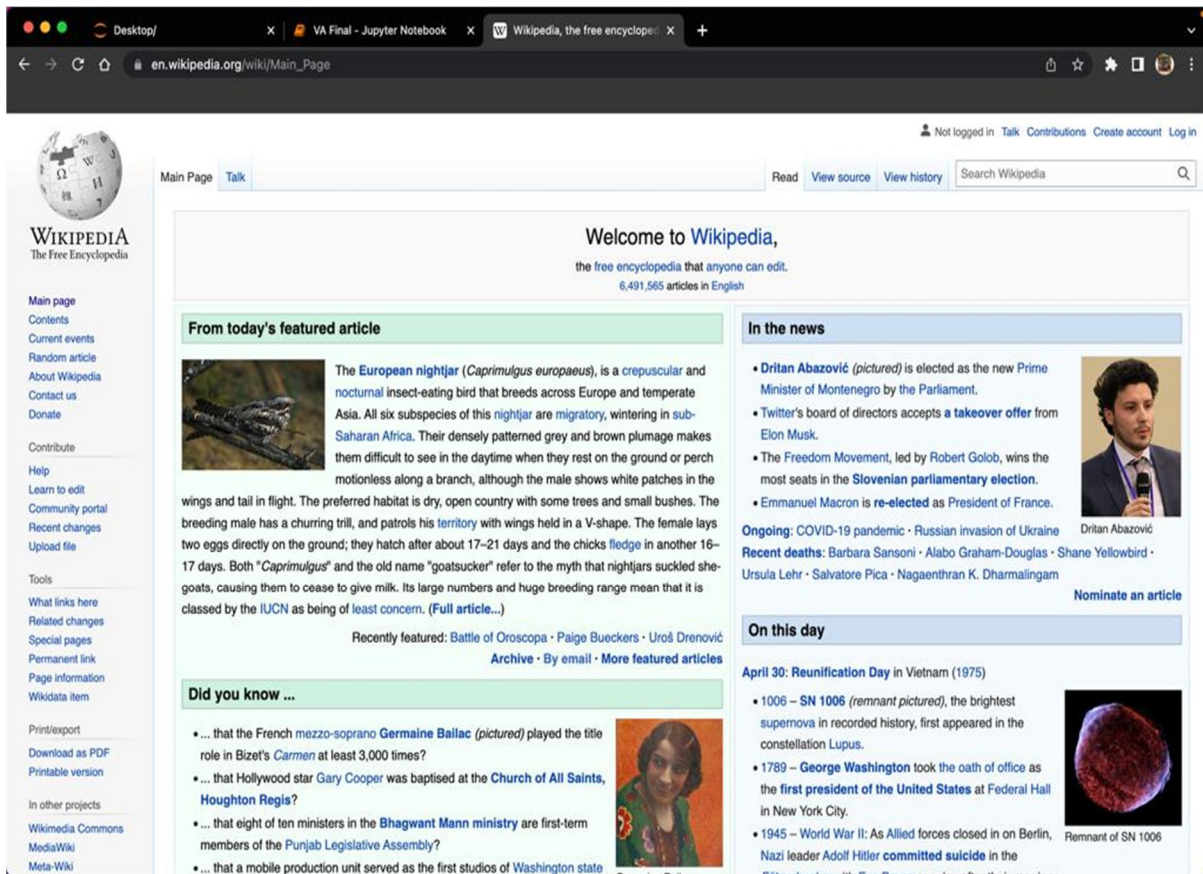 Desktop/
VA Final - Jupyter Notebook
Wikipedia, the free encycloped
en.wikipedia.org/wiki/Main_Page
Not logged in Talk Contributions Create account Log in
Main Page Talk
Read View source View history Search Wikipedia
WIKIPEDIA
The Free Encyclopedia
Main page
Contents
Current events
Random article
About Wikipedia
Contact us
Donate
Contribute
Help
Learn to edit
Community portal
Recent changes
Upload file
Tools
What links here
Related changes
Special pages
Permanent link
Page information
Wikidata item
Print/export
Download as PDF
Printable version
In other projects
Wikimedia Commons
MediaWiki
Meta-Wiki
Welcome to Wikipedia,
the free encyclopedia that anyone can edit.
6,491,565 articles in English
From today's featured article
The European nightjar (Caprimulgus europaeus), is a crepuscular and
nocturnal insect-eating bird that breeds across Europe and temperate
Asia. All six subspecies of this nightjar are migratory, wintering in sub-
Saharan Africa. Their densely patterned grey and brown plumage makes
them difficult to see in the daytime when they rest on the ground or perch
motionless along a branch, although the male shows white patches in the
wings and tail in flight. The preferred habitat is dry, open country with some trees and small bushes. The
breeding male has a churring trill, and patrols his territory with wings held in a V-shape. The female lays
two eggs directly on the ground; they hatch after about 17–21 days and the chicks fledge in another 16–
17 days. Both "Caprimulgus" and the old name "goatsucker" refer to the myth that nightjars suckled she-
goats, causing them to cease to give milk. Its large numbers and huge breeding range mean that it is
classed by the IUCN as being of least concern. (Full article...)
Recently featured: Battle of Oroscopa · Paige Bueckers · Uroš Drenović
Archive · By email · More featured articles
Did you know ...
• ... that the French mezzo-soprano Germaine Bailac (pictured) played the title
role in Bizet's Carmen at least 3,000 times?
• ... that Hollywood star Gary Cooper was baptised at the Church of All Saints,
Houghton Regis?
• ... that eight of ten ministers in the Bhagwant Mann ministry are first-term
members of the Punjab Legislative Assembly?
• ... that a mobile production unit served as the first studios of Washington state
In the news
• Dritan Abazović (pictured) is elected as the new Prime
Minister of Montenegro by the Parliament.
• Twitter's board of directors accepts a takeover offer from
Elon Musk.
• The Freedom Movement, led by Robert Golob, wins the
most seats in the Slovenian parliamentary election.
• Emmanuel Macron is re-elected as President of France.
Dritan Abazović
Ongoing: COVID-19 pandemic · Russian invasion of Ukraine
Recent deaths: Barbara Sansoni · Alabo Graham-Douglas · Shane Yellowbird ·
Ursula Lehr · Salvatore Pica · Nagaenthran K. Dharmalingam
Nominate an article
On this day
April 30: Reunification Day in Vietnam (1975)
• 1006 – SN 1006 (remnant pictured), the brightest
supernova in recorded history, first appeared in the
constellation Lupus.
• 1789 – George Washington took the oath of office as
the first president of the United States at Federal Hall
in New York City.
• 1945 – World War II: As Allied forces closed in on Berlin,
Nazi leader Adolf Hitler committed suicide in the
Remnant of SN 1006